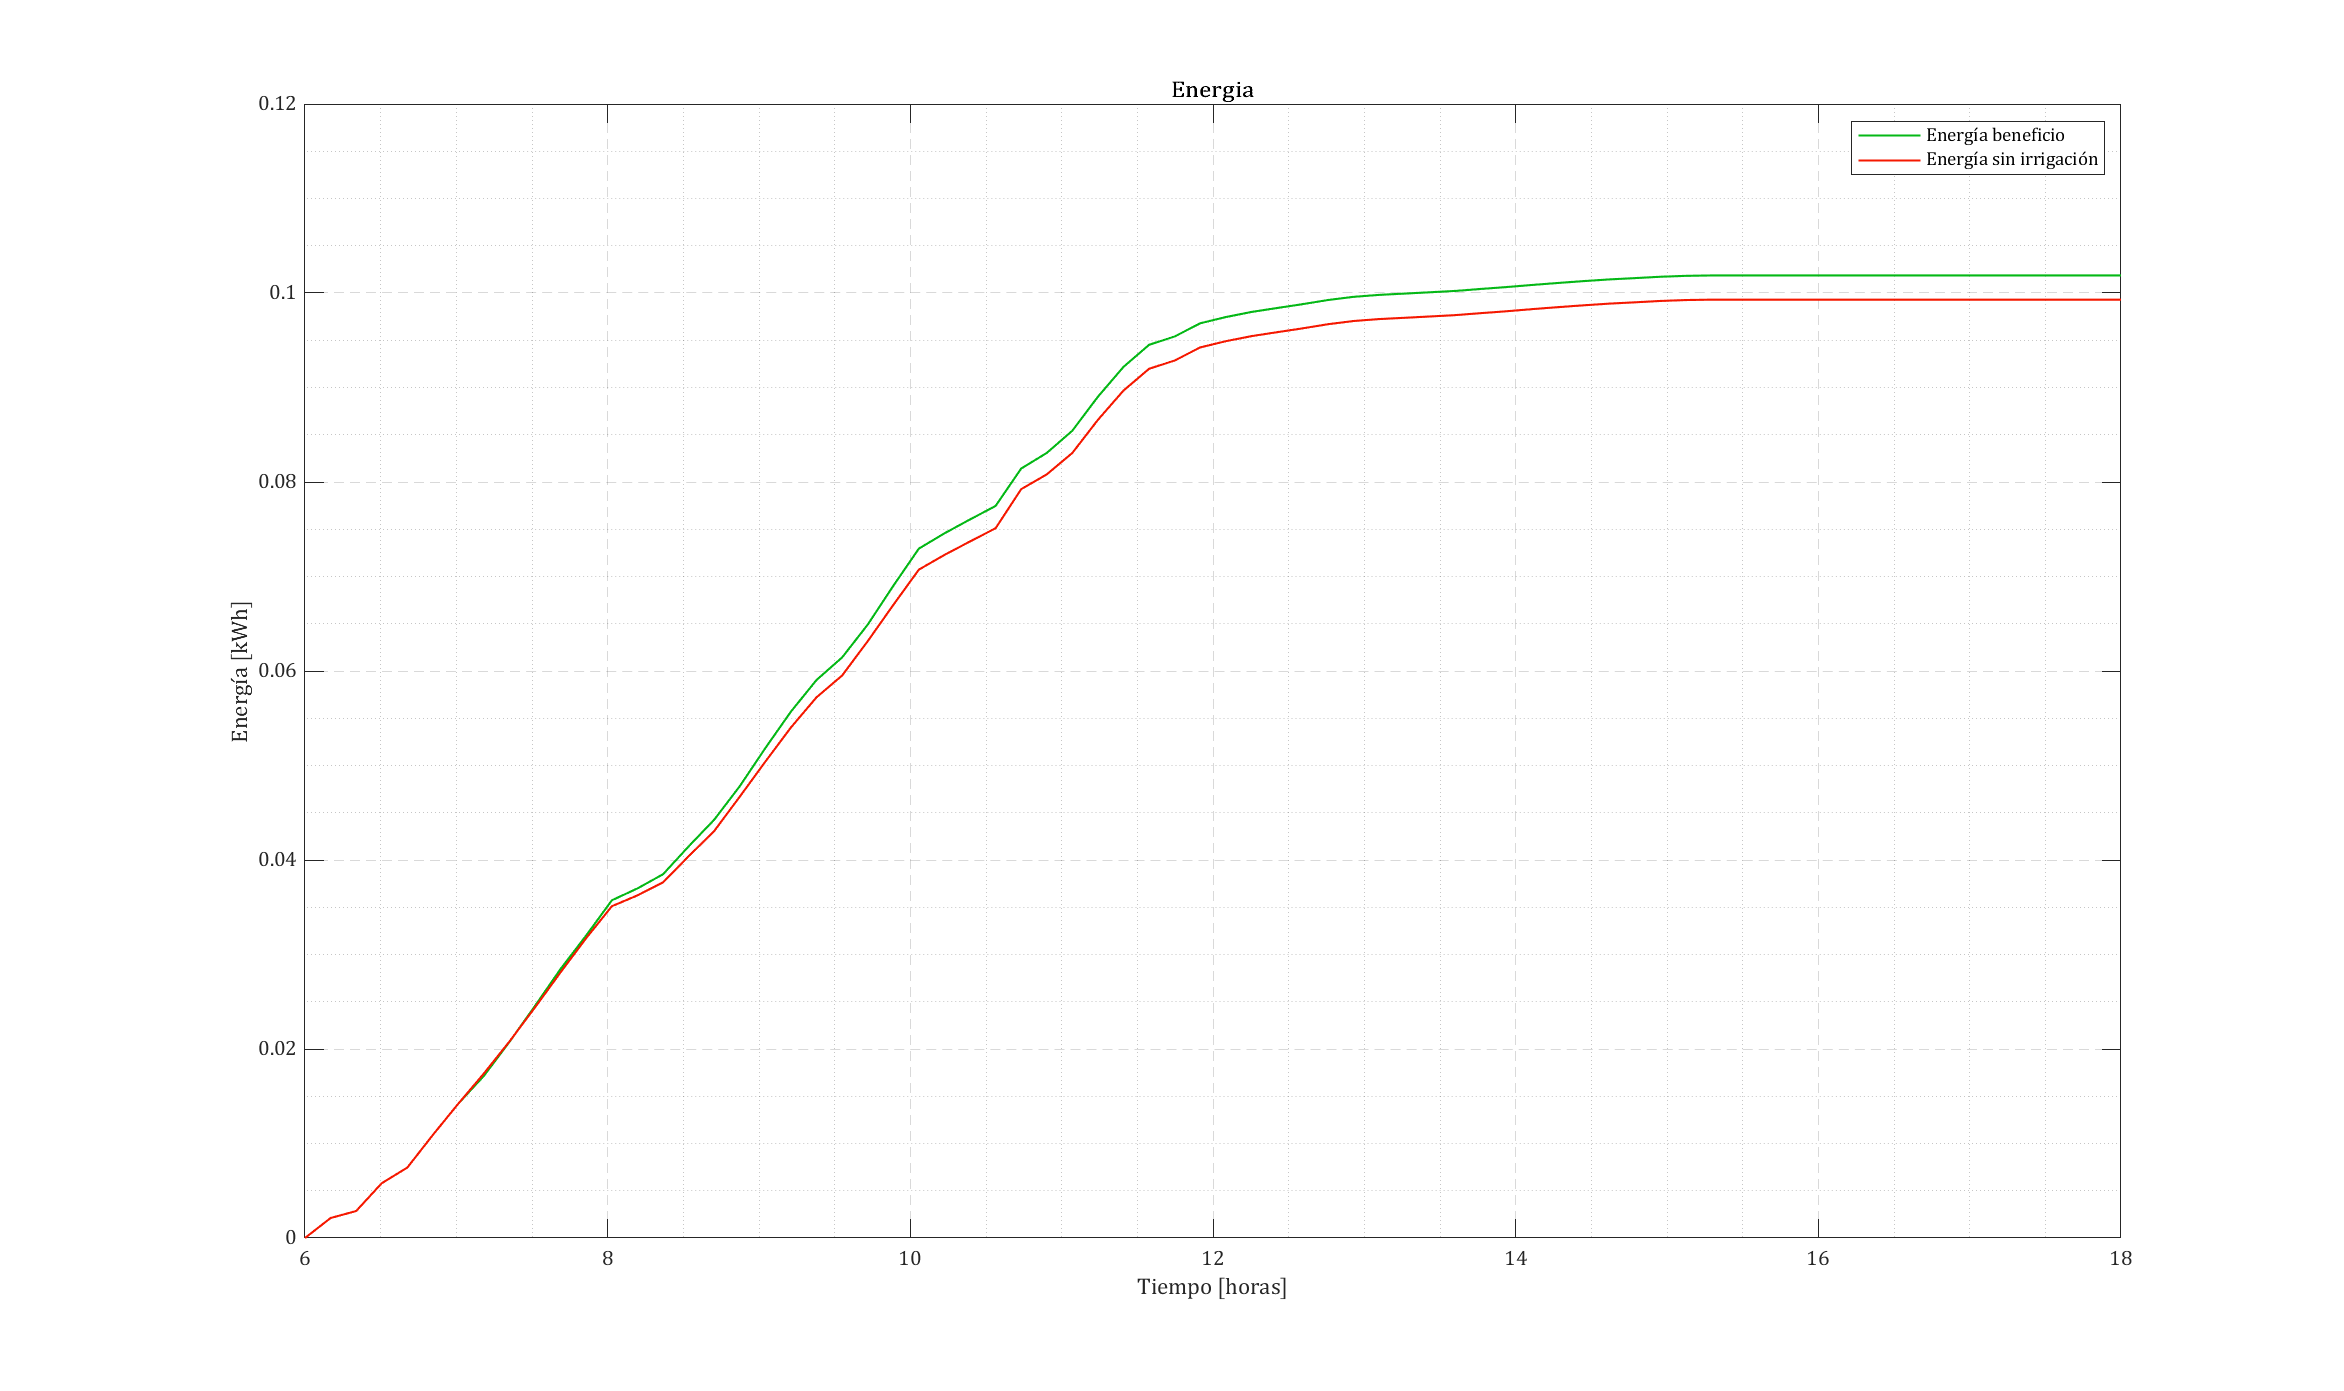 Energia
0.12
0.1
0.08
0.06
0.04
0.02
0
Energía [kWh]
Energía beneficio
Energía sin irrigación
6 8 10 12 14 16 18
Tiempo [horas]